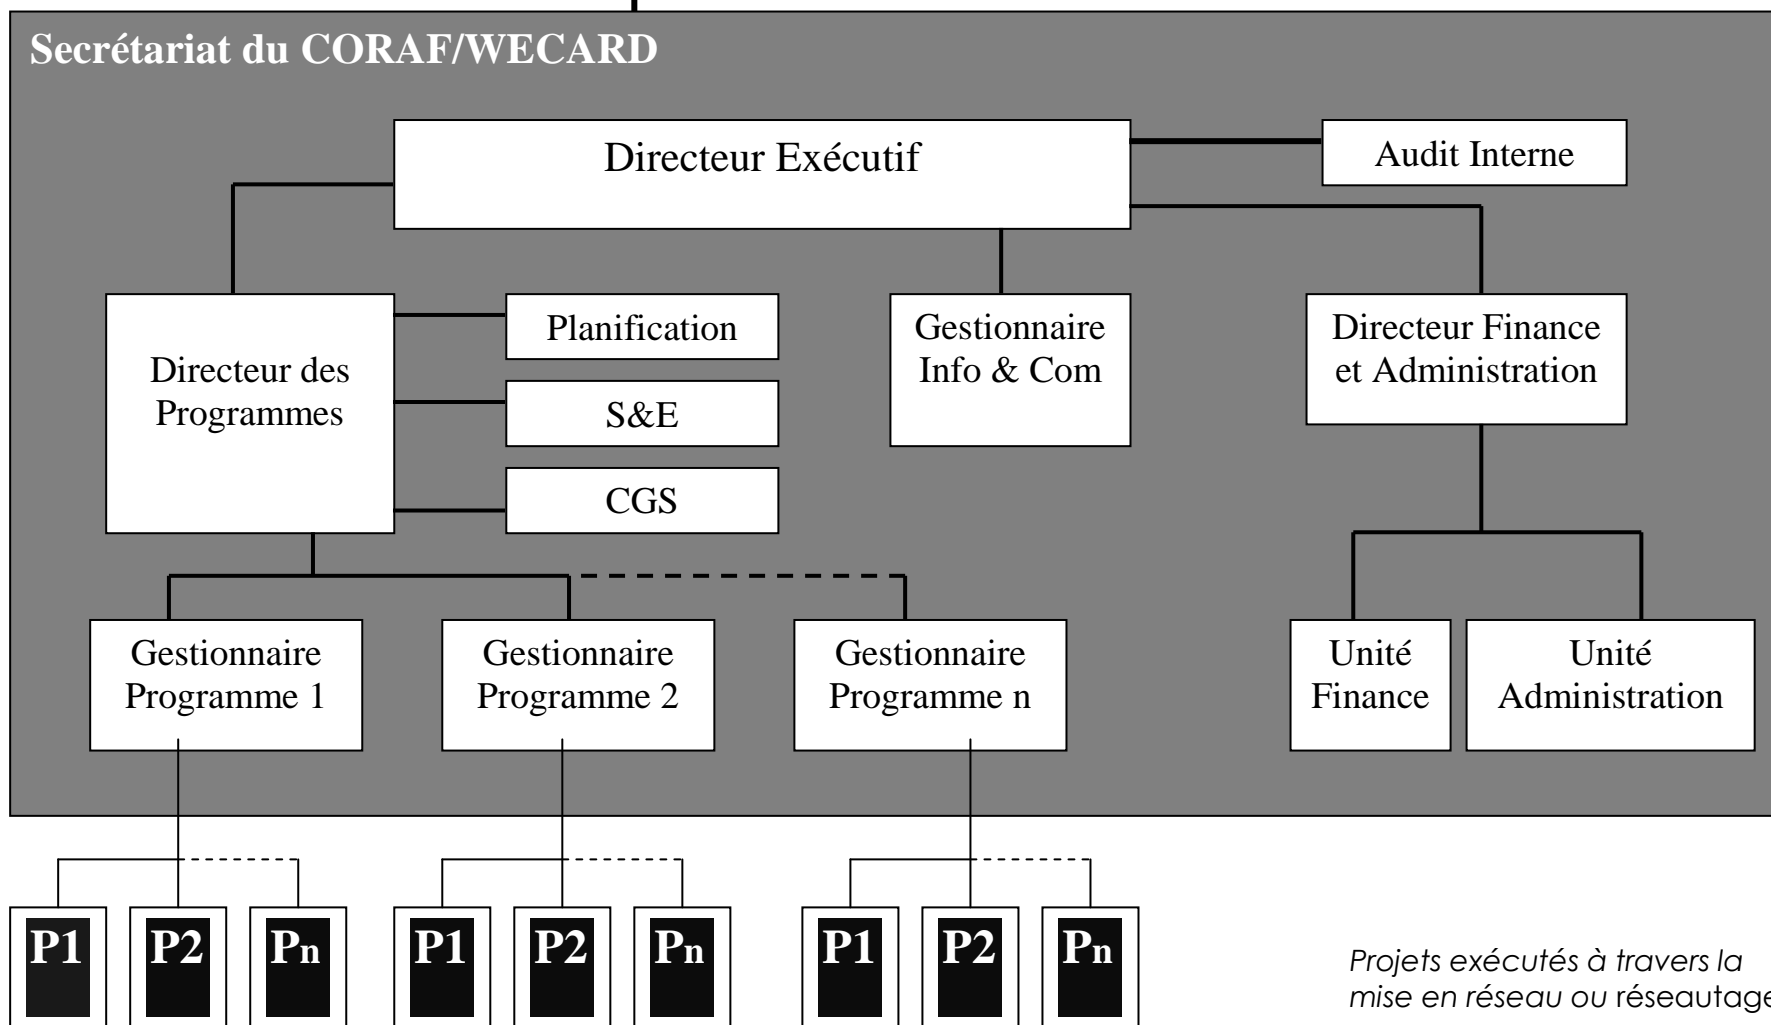 Secrétariat du CORAF/WECARD
Directeur Exécutif
Audit Interne
Directeur des
Programmes
Planification
S&E
CGS
Gestionnaire
Info & Com
Directeur Finance
et Administration
Gestionnaire
Programme 1
Gestionnaire
Programme 2
Gestionnaire
Programme n
Unité
Finance
Unité
Administration
P1
P2
Pn
P1
P2
Pn
P1
P2
Pn
Projets exécutés à travers la
mise en réseau ou réseautage